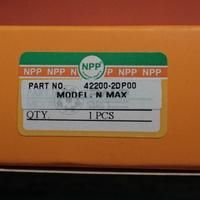 NPP
NPP NPP N NPP NPP NPP
PART NO. 42200-2DP00
MODEL. N MAX
QTY. 1 PCS